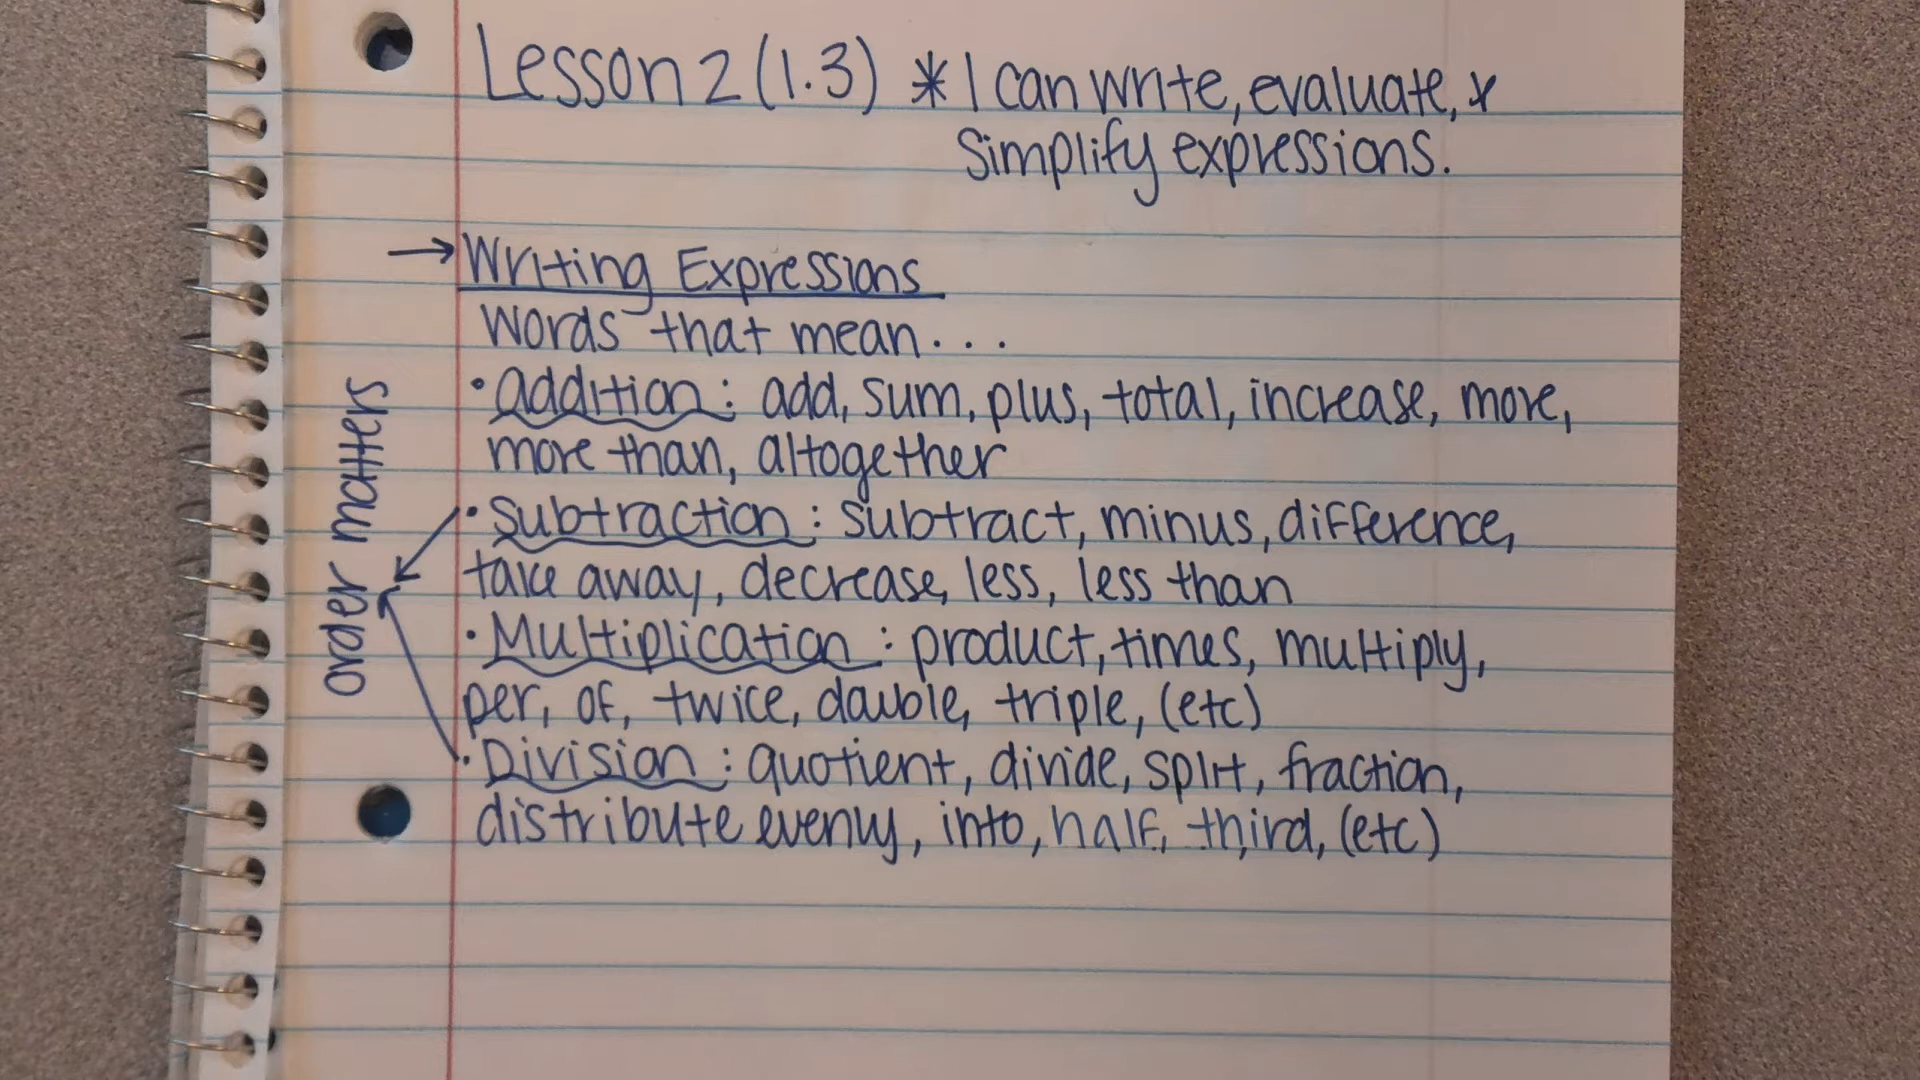 Lesson 2 (1.3) * I can write, evaluate, +
simplify expressions.
→ Writing Expressions
Words that mean...
• addition: add, sum, plus, total, increase, more,
more than, altogether
• Subtraction: subtract, minus, difference,
take away, decrease, less, less than
• Multiplication: product, times, multiply,
per, of, twice, double, triple, (etc)
• Division: quotient, divide, split, fraction,
distribute evenly, into, half, third, (etc)
order matters